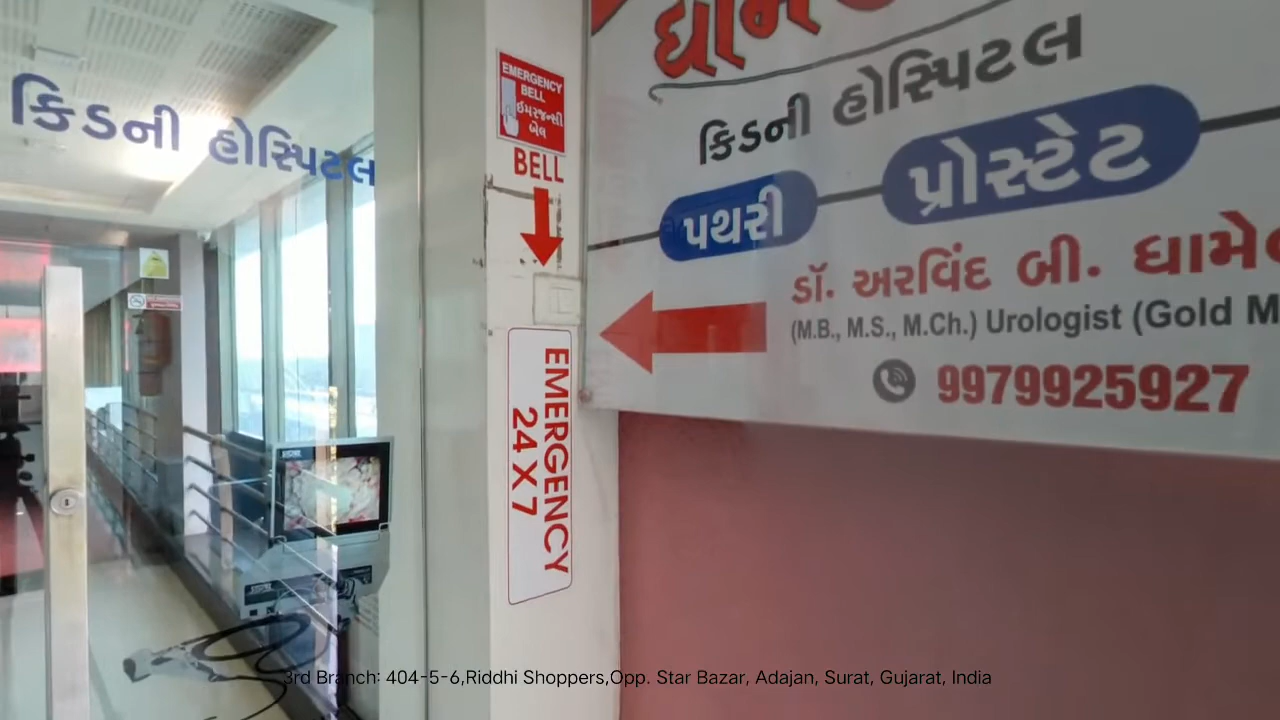 કિડની હોસ્પિટલ
EMERGENCY
BELL
ઇમરજન્સી
બેલ
BELL
EMERGENCY
24 X 7
કિડની હોસ્પિટલ
પથરી
પ્રોસ્ટેટ
ડૉ. અરવિંદ બી.
(M.B., M.S., M.Ch.) Urologist (Gold
9979925927
3rd Branch: 404-5-6,Riddhi Shoppers,Opp. Star Bazar, Adajan, Surat, Gujarat, India